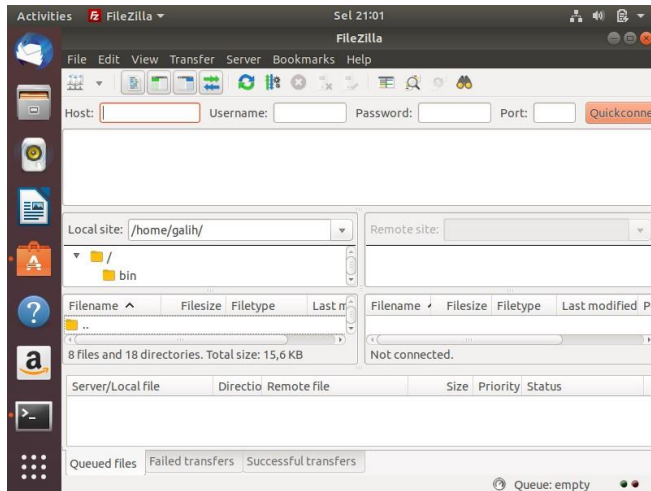 Activities FileZilla Sel 21:01
FileZilla
File Edit View Transfer Server Bookmarks Help
Host: Username: Password: Port: Quickconne
Local site: /home/galih/ Remote site:
/
bin
Filename Filesize Filetype Last m Filename Filesize Filetype Last modified P
..
8 files and 18 directories. Total size: 15,6 KB Not connected.
Server/Local file Directio Remote file Size Priority Status
Queued files Failed transfers Successful transfers
Queue: empty